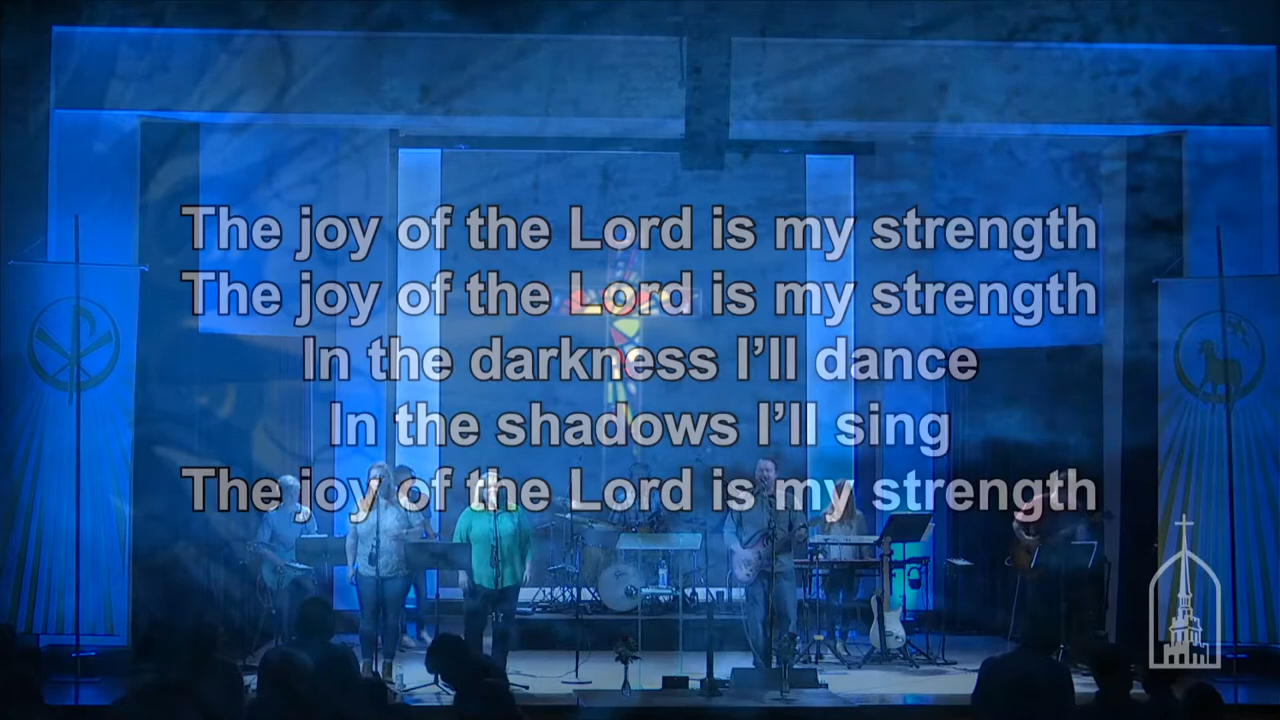 The joy of the Lord is my strength
The joy of the Lord is my strength
In the darkness I’ll dance
In the shadows I’ll sing
The joy of the Lord is my strength